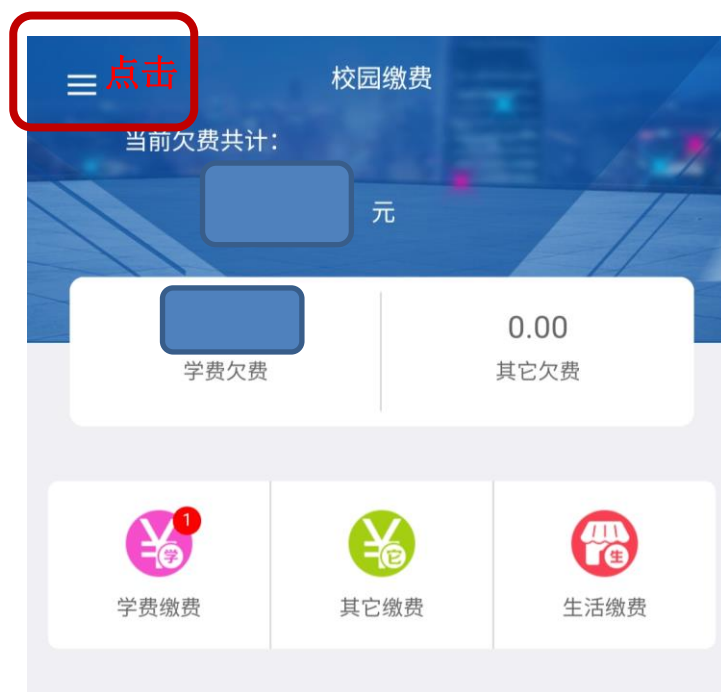 点击
校园缴费
当前欠费共计：
元
0.00
学费欠费
其它欠费
1
学
它
生
学费缴费
其它缴费
生活缴费